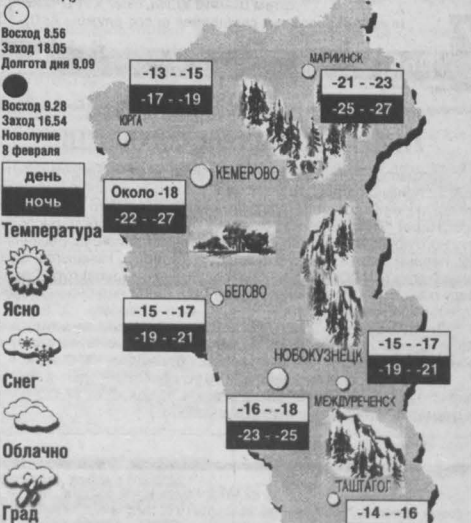 Восход 8.56
Заход 18.05
Долгота дня 9.09
Восход 9.28
Заход 16.54
Новолуние
8 февраля
день
ночь
Температура
Ясно
Снег
Облачно
Град
МАРИИНСК
-13 - -15
-17 - -19
-21 - -23
-25 - -27
ЮРГА
КЕМЕРОВО
Около -18
-22 - -27
БЕЛОВО
-15 - -17
-19 - -21
НОВОКУЗНЕЦК
-15 - -17
-19 - -21
МЕЖДУРЕЧЕНСК
-16 - -18
-23 - -25
ТАШТАГОЛ
-14 - -16